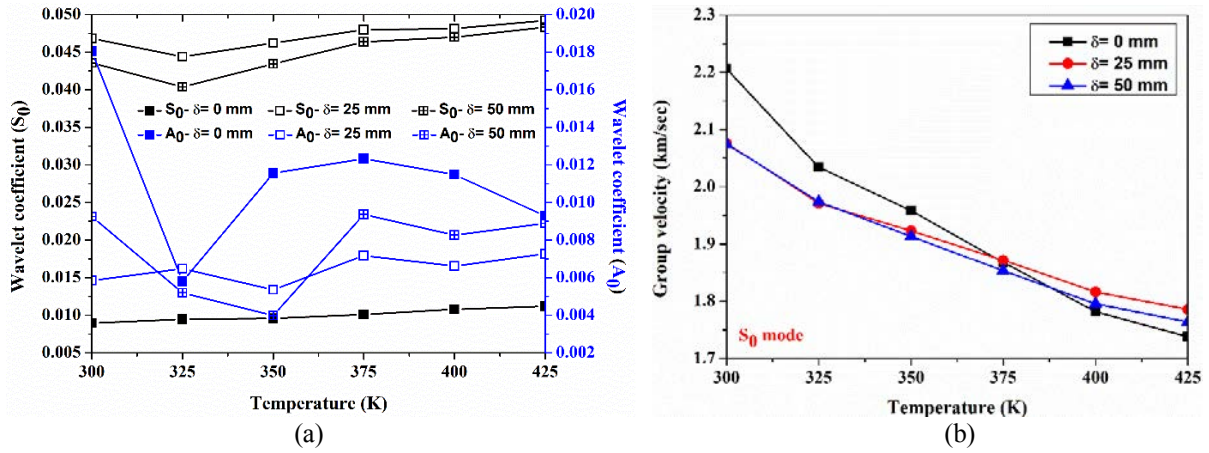 0.050
0.045
0.040
0.035
0.030
0.025
0.020
0.015
0.010
0.005
Wavelet coefficient (S0)
S0- δ= 0 mm S0- δ= 25 mm S0- δ= 50 mm
A0- δ= 0 mm A0- δ= 25 mm A0- δ= 50 mm
0.020
0.018
0.016
0.014
0.012
0.010
0.008
0.006
0.004
0.002
Wavelet coefficient (A0)
300 325 350 375 400 425
Temperature (K)
(a)
2.3
2.2
2.1
2.0
1.9
1.8
1.7
Group velocity (km/sec)
δ= 0 mm
δ= 25 mm
δ= 50 mm
S0 mode
300 325 350 375 400 425
Temperature (K)
(b)